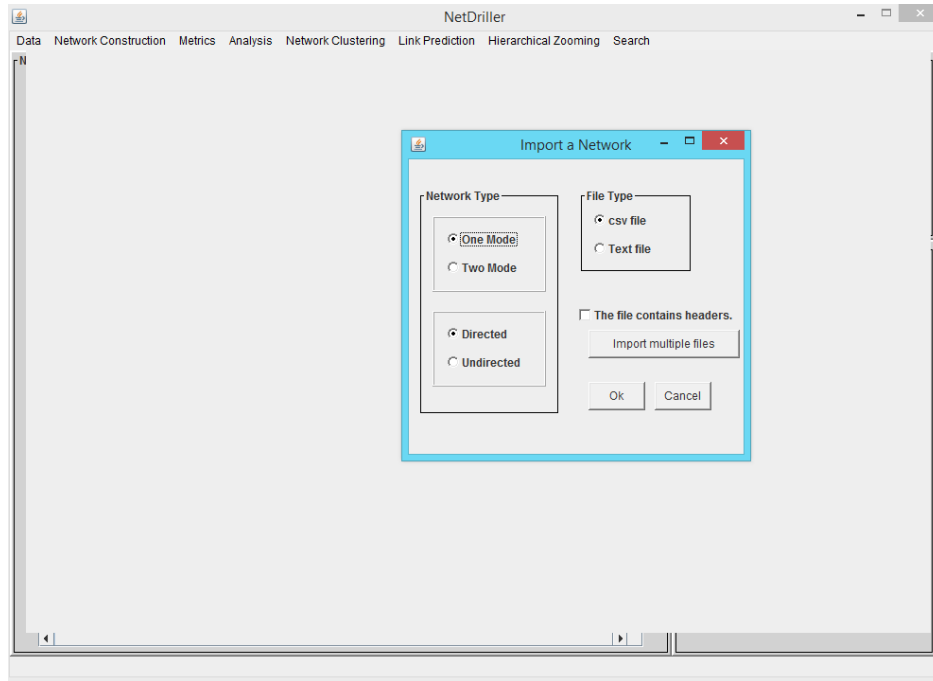 NetDriller
Data Network Construction Metrics Analysis Network Clustering Link Prediction Hierarchical Zooming Search
N
Import a Network
Network Type
One Mode
Two Mode
Directed
Undirected
File Type
csv file
Text file
The file contains headers.
Import multiple files
Ok Cancel